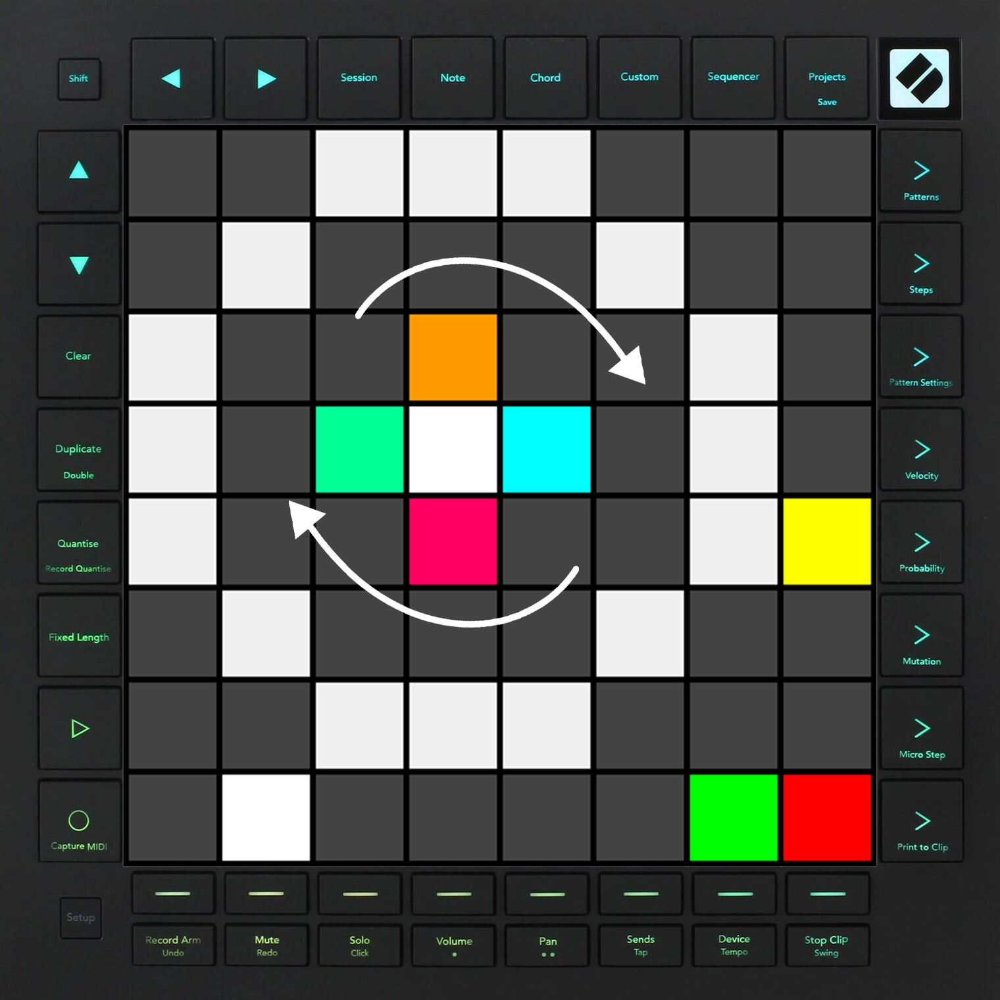 Shift
Session
Note
Chord
Custom
Sequencer
Projects
Save
Patterns
Steps
Clear
Pattern Settings
Duplicate
Double
Velocity
Quantise
Record Quantise
Probability
Fixed Length
Mutation
Micro Step
Capture MIDI
Print to Clip
Setup
Record Arm
Undo
Mute
Redo
Solo
Click
Volume
Pan
Sends
Tap
Device
Tempo
Stop Clip
Swing